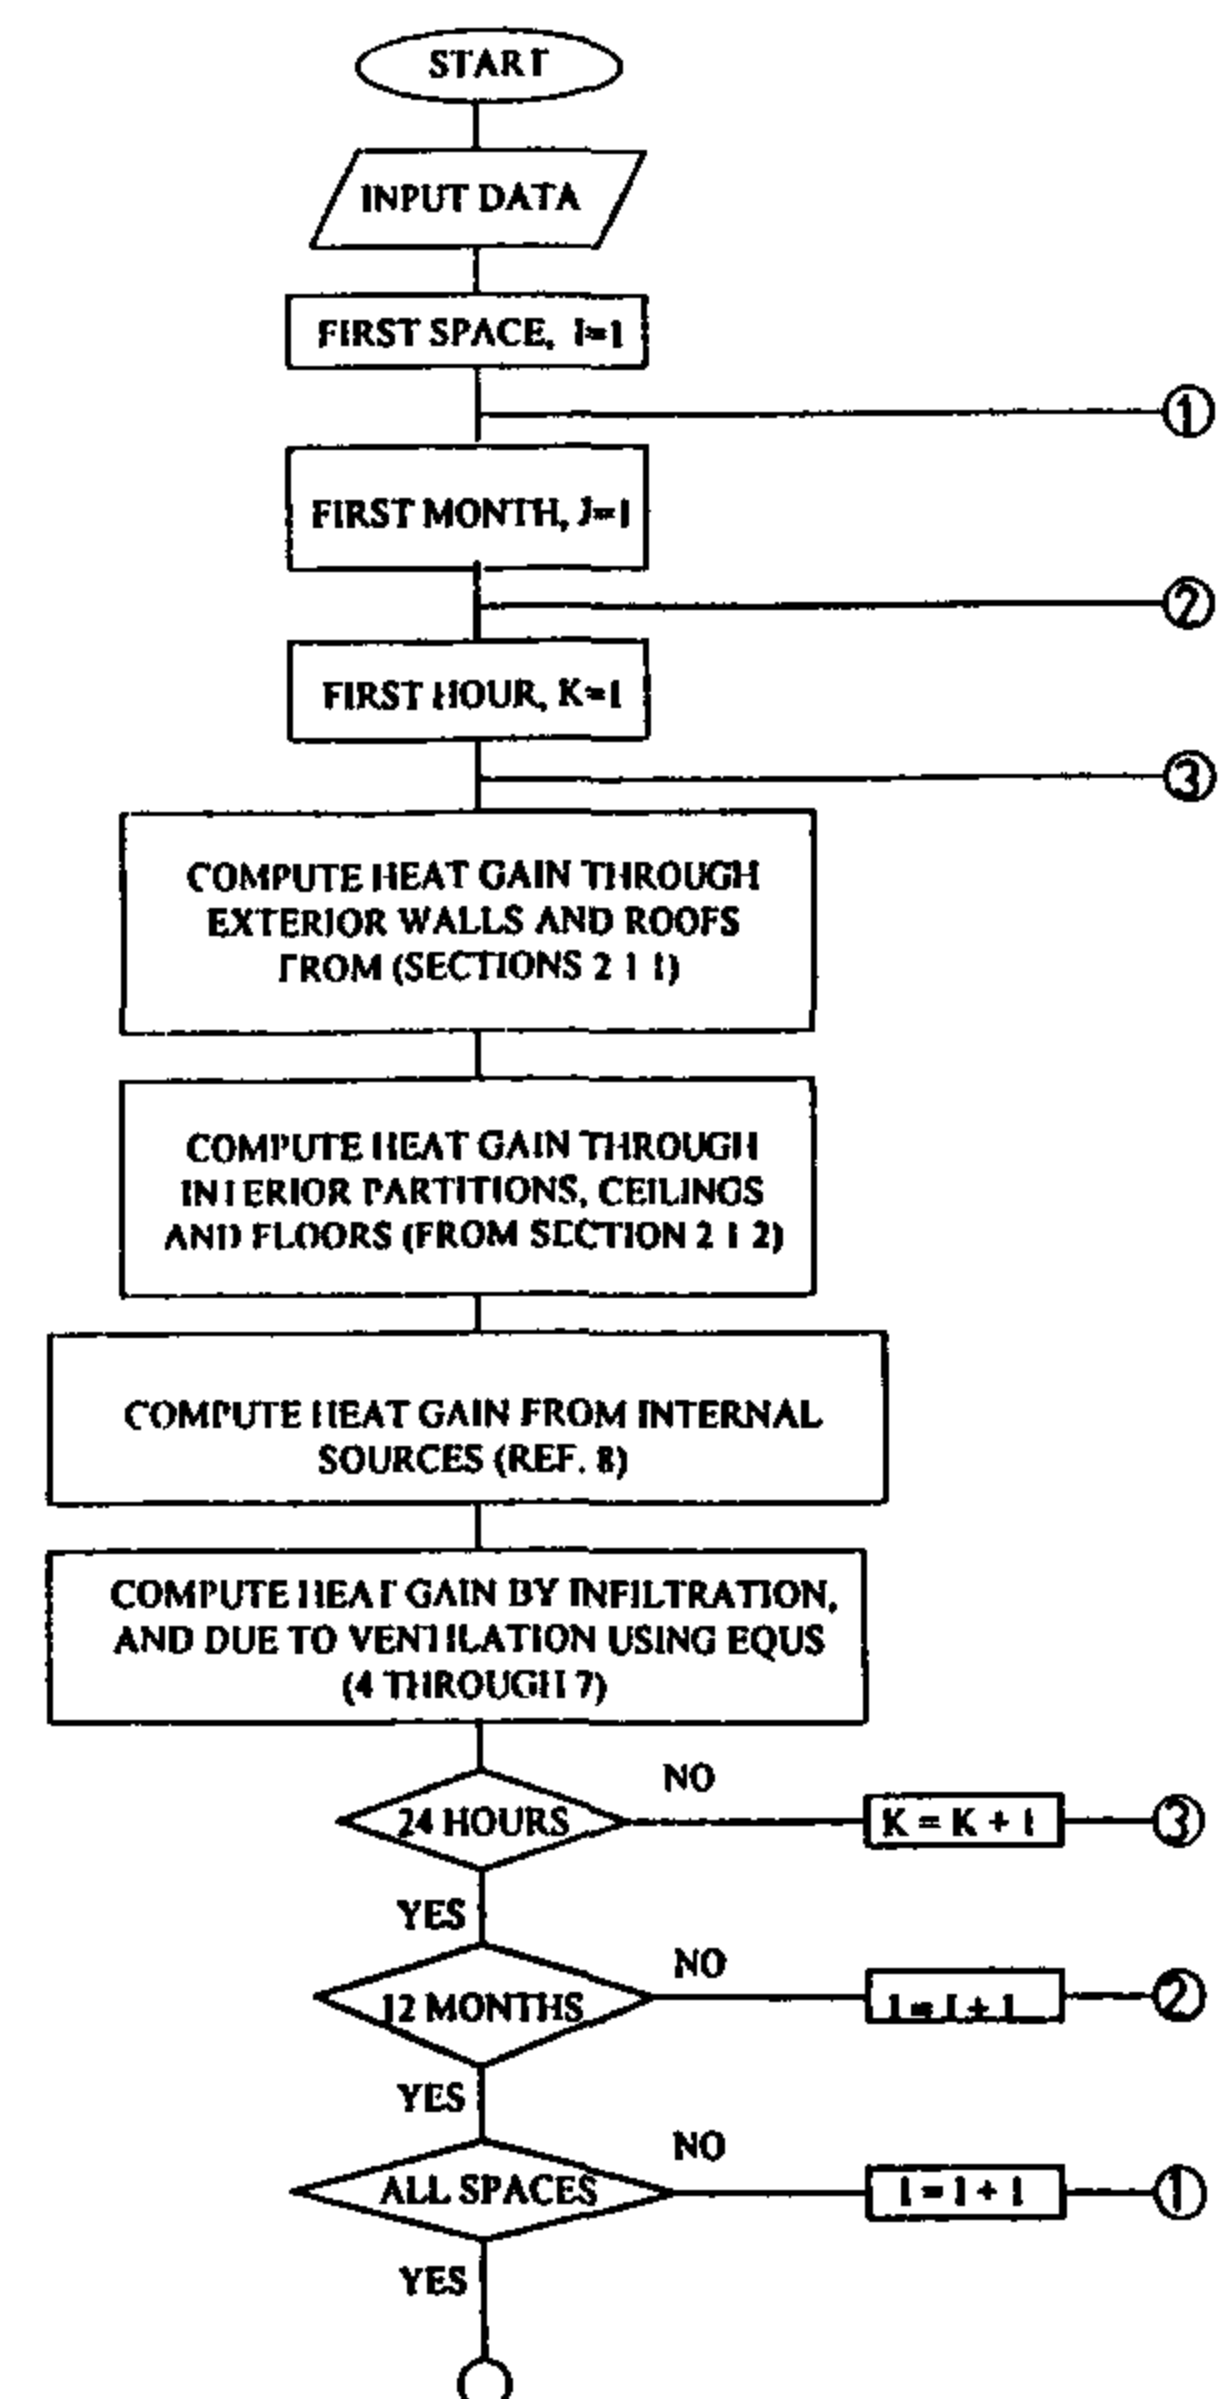 START
INPUT DATA
FIRST SPACE, I=1
1
FIRST MONTH, J=1
2
FIRST HOUR, K=1
3
COMPUTE HEAT GAIN THROUGH
EXTERIOR WALLS AND ROOFS
FROM (SECTIONS 2 1 1)
COMPUTE HEAT GAIN THROUGH
INTERIOR PARTITIONS, CEILINGS
AND FLOORS (FROM SECTION 2 1 2)
COMPUTE HEAT GAIN FROM INTERNAL
SOURCES (REF. 8)
COMPUTE HEAT GAIN BY INFILTRATION,
AND DUE TO VENTILATION USING EQUS
(4 THROUGH 7)
24 HOURS
NO
K = K + 1
3
YES
12 MONTHS
NO
2
YES
ALL SPACES
NO
I = I + 1
1
YES